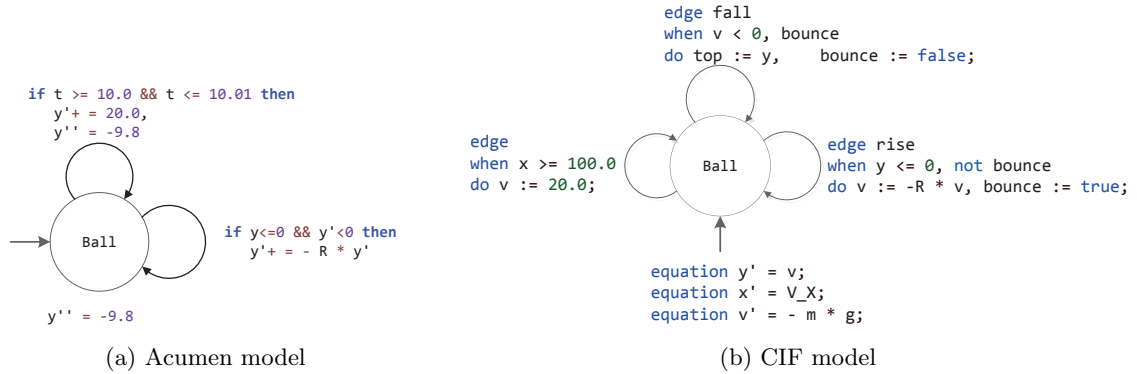 if t >= 10.0 && t <= 10.01 then
y'+ = 20.0,
y'' = -9.8
Ball
if y<=0 && y'<0 then
y'+ = - R * y'
y'' = -9.8
(a) Acumen model
edge fall
when v < 0, bounce
do top := y, bounce := false;
edge
when x >= 100.0
do v := 20.0;
Ball
edge rise
when y <= 0, not bounce
do v := -R * v, bounce := true;
equation y' = v;
equation x' = V_X;
equation v' = - m * g;
(b) CIF model